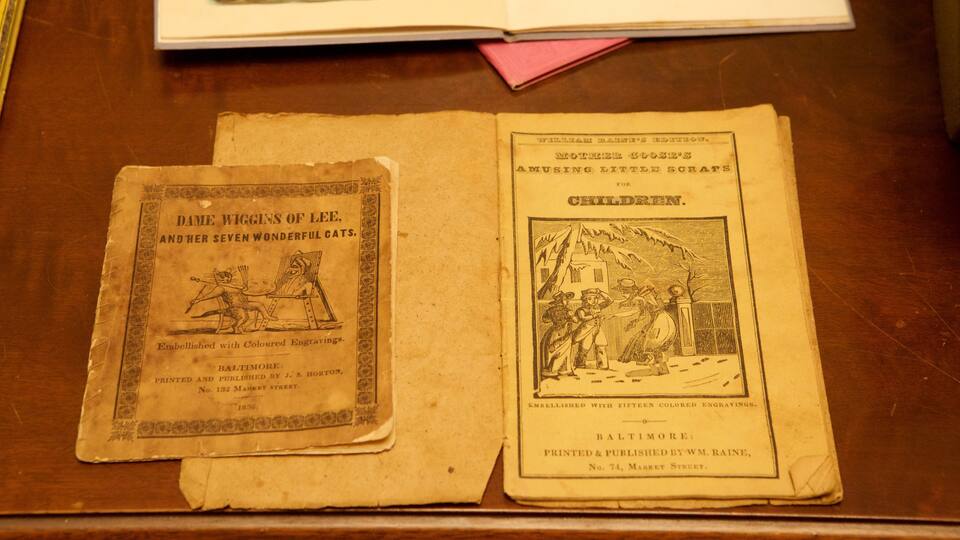 DAME WIGGINS OF LEE,
AND HER SEVEN WONDERFUL CATS.
Embellished with Coloured Engravings.
BALTIMORE:
PRINTED AND PUBLISHED BY J. S. HORTON,
No. 132 MARKET STREET.
1836.
WILLIAM RAINE'S EDITION.
MOTHER GOOSE'S
AMUSING LITTLE SCRAPS
FOR
CHILDREN.
EMBELLISHED WITH FIFTEEN COLORED ENGRAVINGS.
BALTIMORE:
PRINTED & PUBLISHED BY WM. RAINE,
No. 74, MARKET STREET.